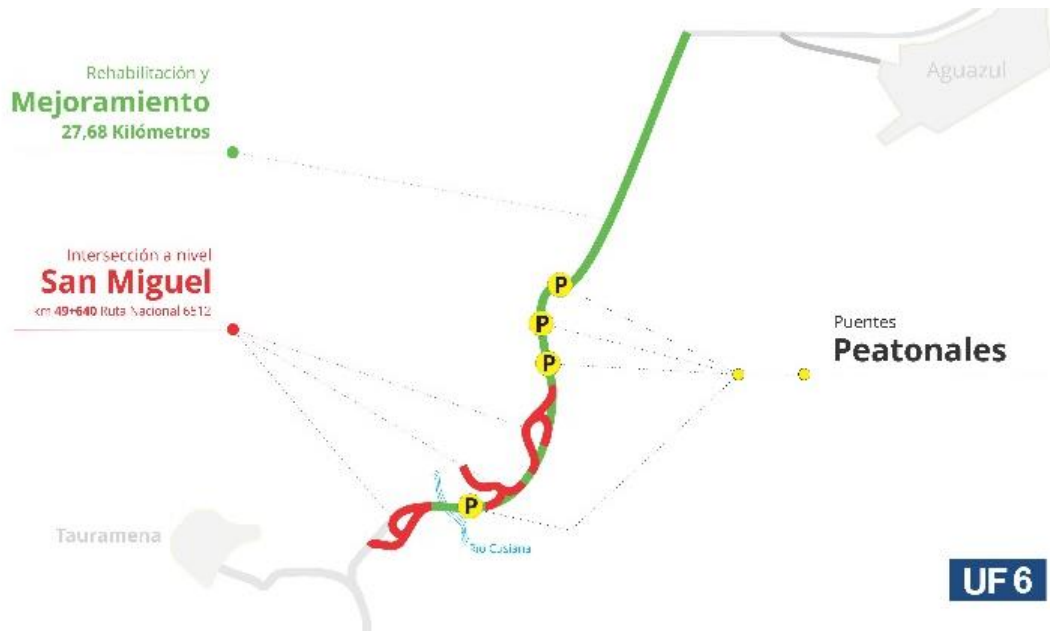 Rehabilitación y
Mejoramiento
27,68 Kilómetros
Aguazul
Intersección a nivel
San Miguel
km 49+640 Ruta Nacional 6512
P
P
P
P
Puentes
Peatonales
Tauramena
Río Cusiana
UF 6